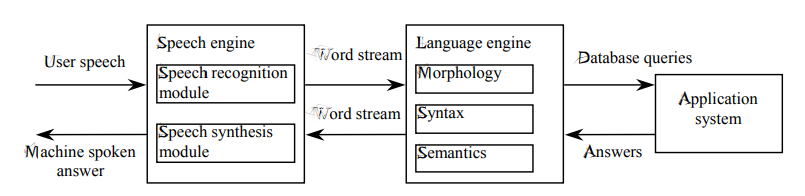 User speech
Machine spoken
answer
Speech engine
Speech recognition
module
Speech synthesis
module
Word stream
Word stream
Language engine
Morphology
Syntax
Semantics
Database queries
Answers
Application
system